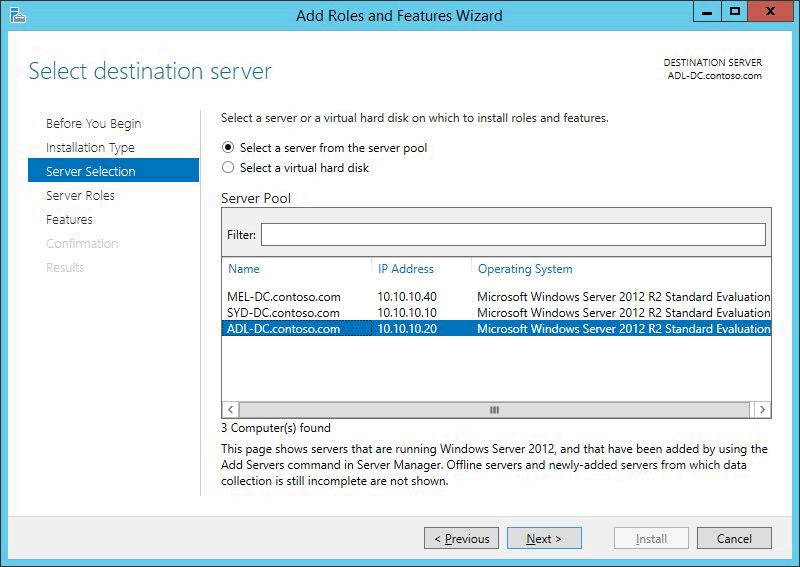 Add Roles and Features Wizard
Select destination server
DESTINATION SERVER
ADL-DC.contoso.com
Before You Begin
Installation Type
Server Selection
Server Roles
Features
Confirmation
Results
Select a server or a virtual hard disk on which to install roles and features.
Select a server from the server pool
Select a virtual hard disk
Server Pool
Filter:
Name IP Address Operating System
MEL-DC.contoso.com 10.10.10.40 Microsoft Windows Server 2012 R2 Standard Evaluation
SYD-DC.contoso.com 10.10.10.10 Microsoft Windows Server 2012 R2 Standard Evaluation
ADL-DC.contoso.com 10.10.10.20 Microsoft Windows Server 2012 R2 Standard Evaluation
3 Computer(s) found
This page shows servers that are running Windows Server 2012, and that have been added by using the
Add Servers command in Server Manager. Offline servers and newly-added servers from which data
collection is still incomplete are not shown.
< Previous Next > Install Cancel